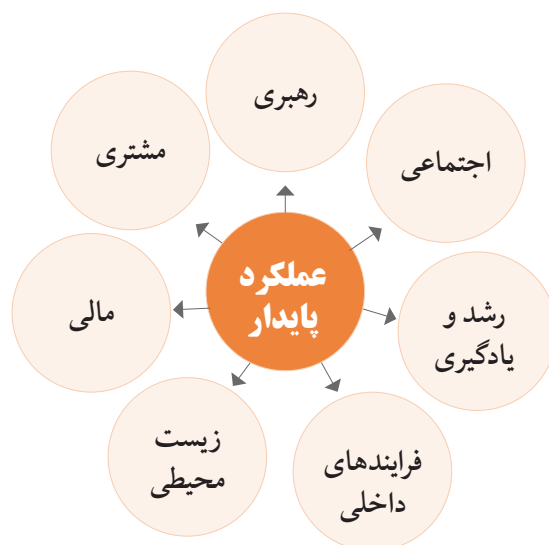 رهبری
اجتماعی
مشتری
عملکرد
پایدار
رشد و
یادگیری
مالی
زیست
محیطی
فرایندهای
داخلی